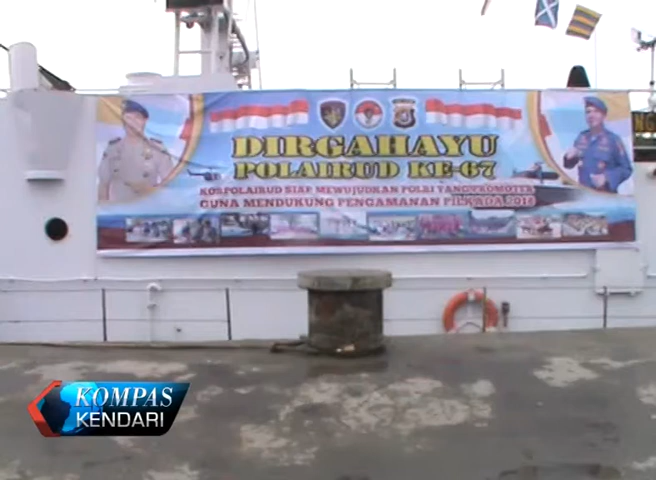 DIRGAHAYU
POLAIRUD KE-67
KORPOLAIRUD SIAP MEWUJUDKAN POLRI YANG PROMOTER
GUNA MENDUKUNG PENGAMANAN PILKADA 2018
KOMPAS
KENDARI